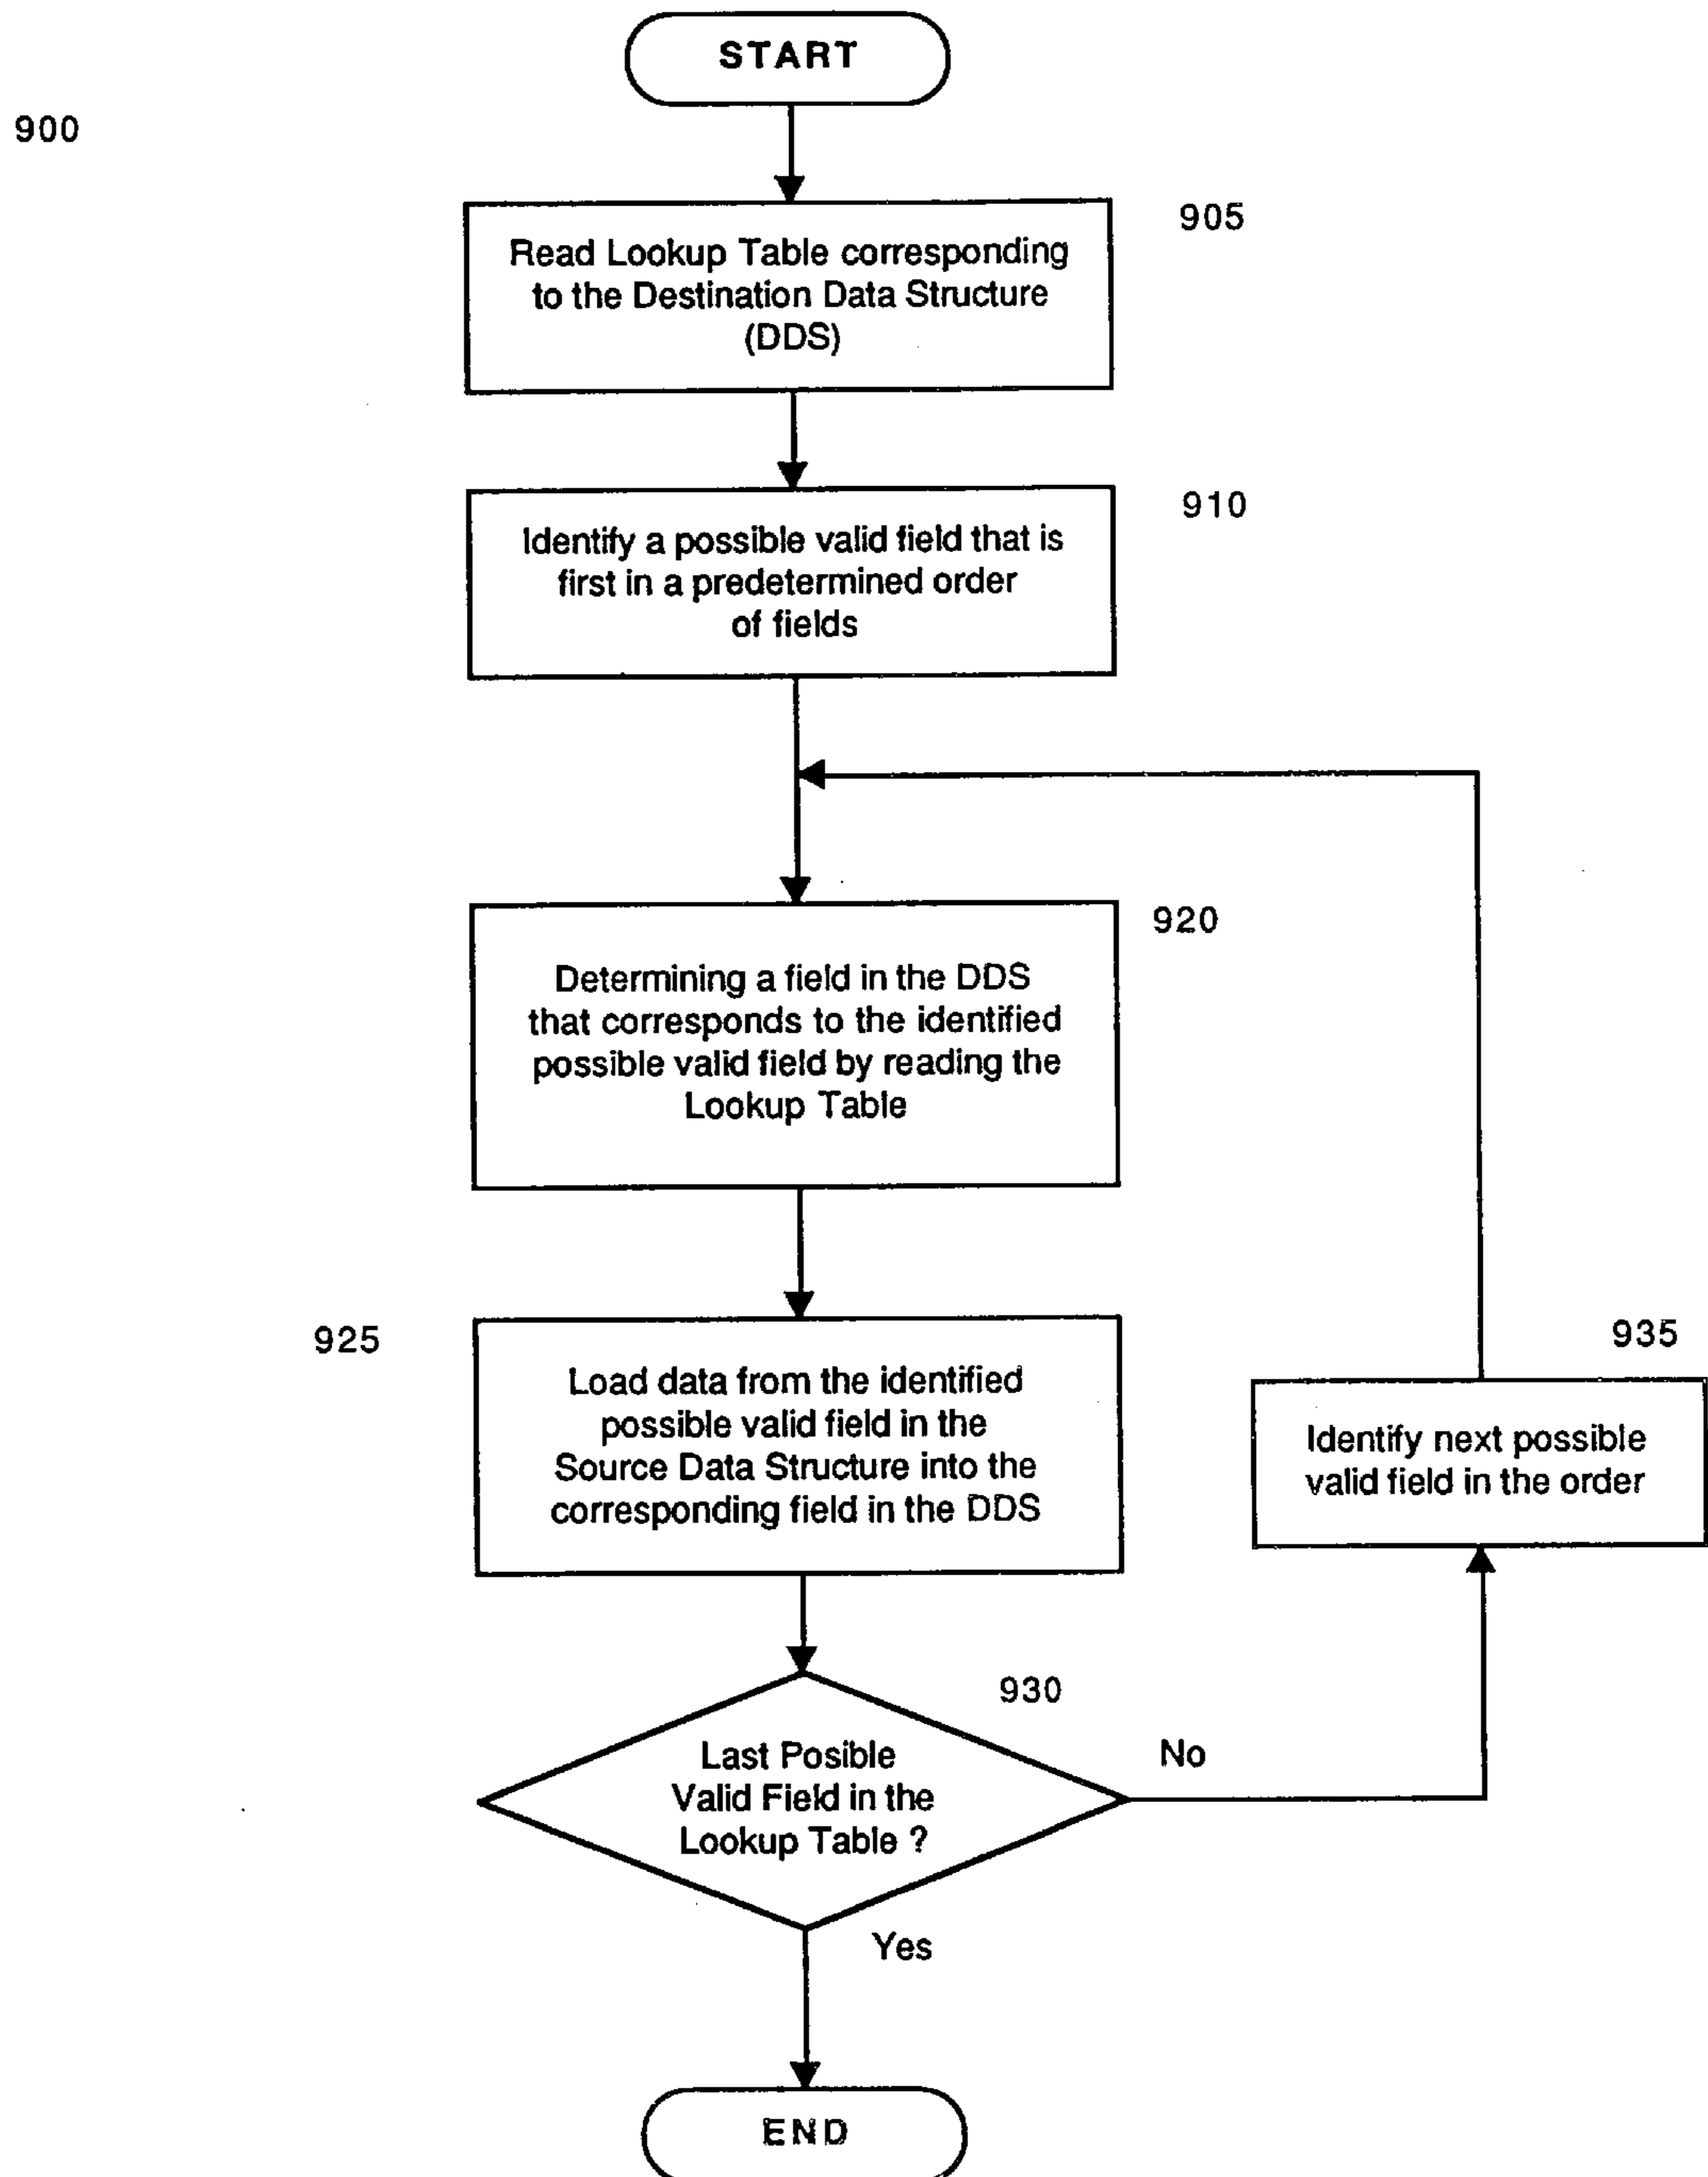 START
900
905
Read Lookup Table corresponding
to the Destination Data Structure
(DDS)
910
Identify a possible valid field that is
first in a predetermined order
of fields
920
Determining a field in the DDS
that corresponds to the identified
possible valid field by reading the
Lookup Table
925
Load data from the identified
possible valid field in the
Source Data Structure into the
corresponding field in the DDS
935
Identify next possible
valid field in the order
930
Last Posible
Valid Field in the
Lookup Table ?
No
Yes
END